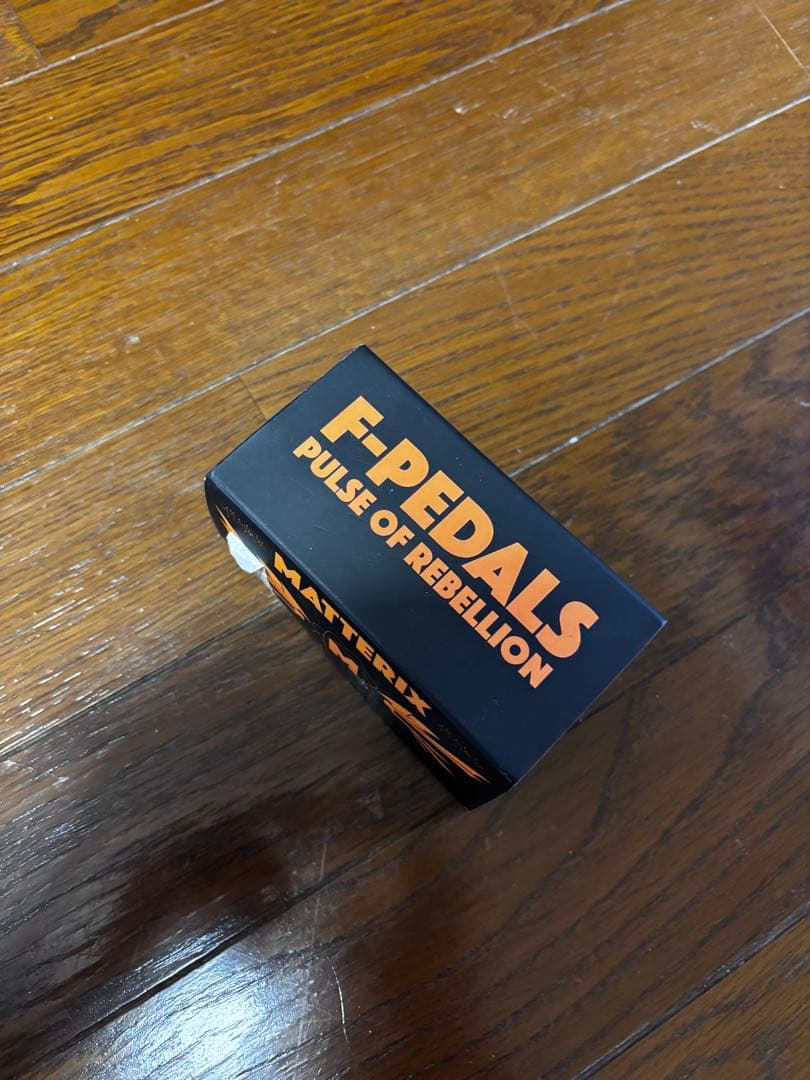 F-PEDALS
PULSE OF REBELLION
MATTERIX
M